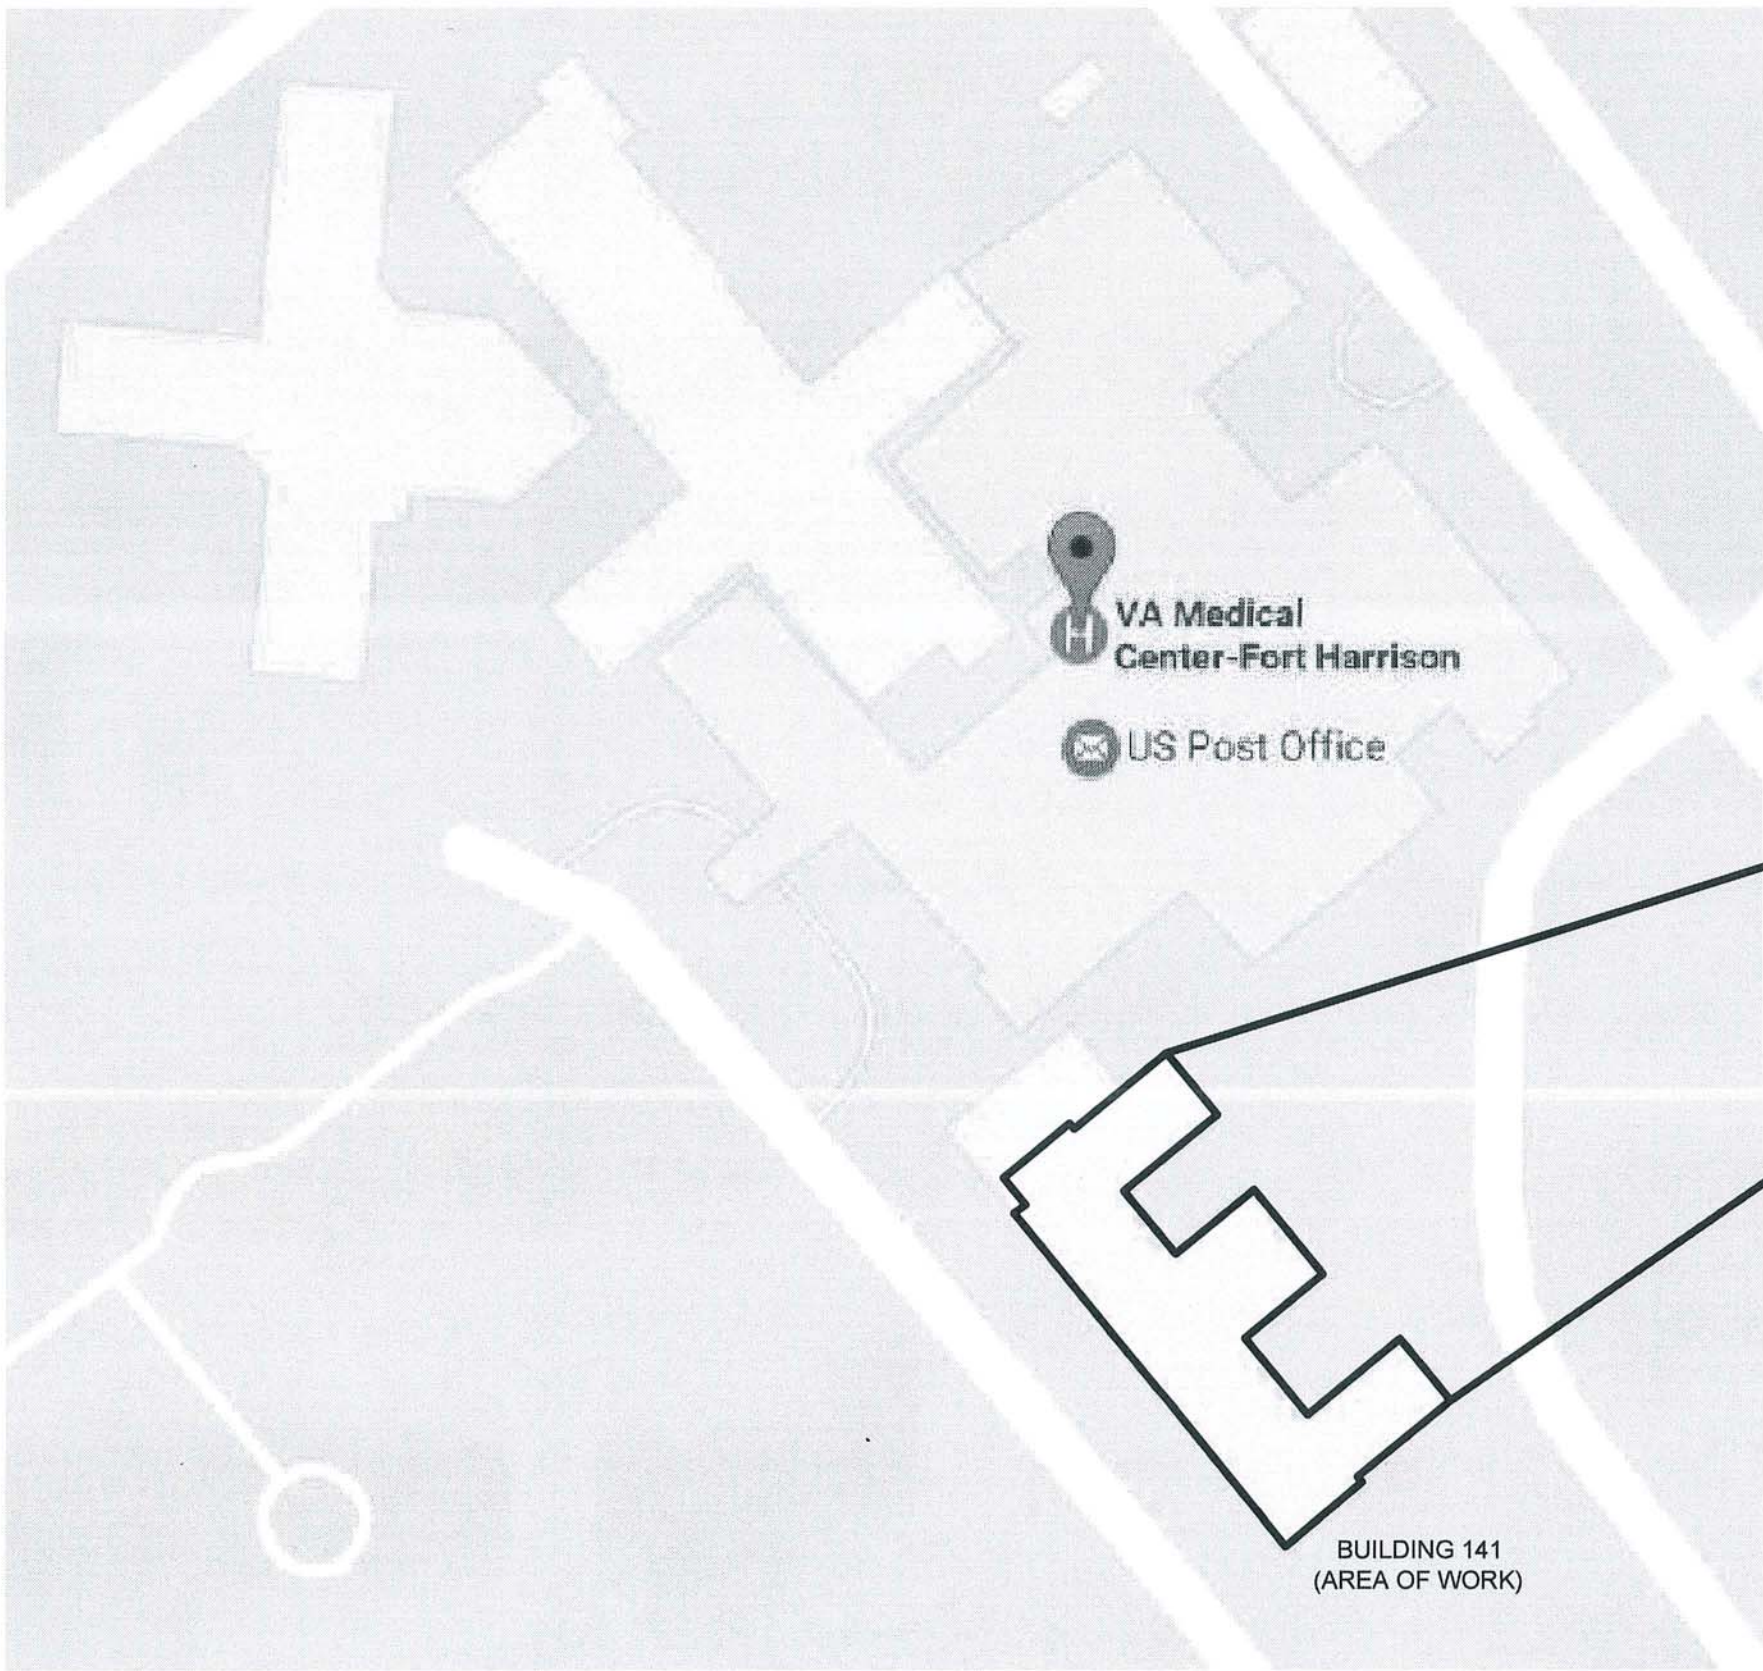 VA Medical
Center-Fort Harrison
US Post Office
BUILDING 141
(AREA OF WORK)